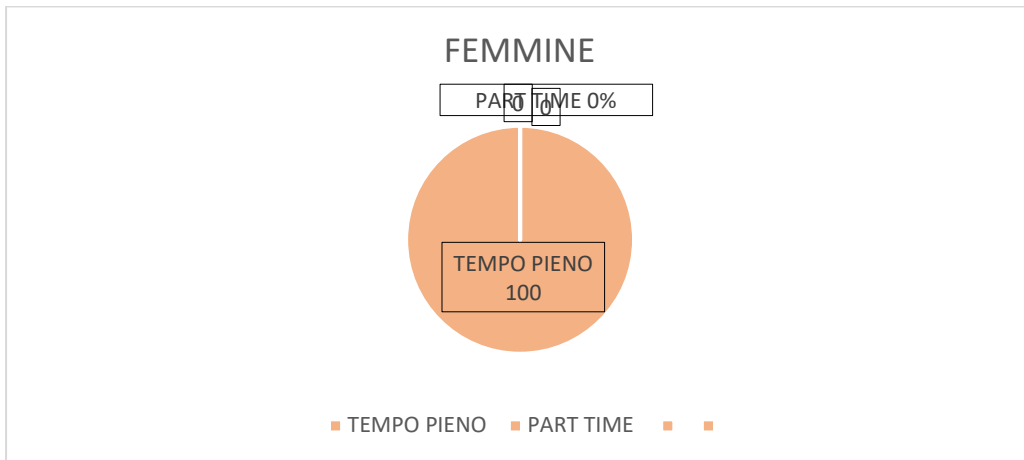 FEMMINE
PART TIME 0%
0
0
TEMPO PIENO
100
TEMPO PIENO PART TIME